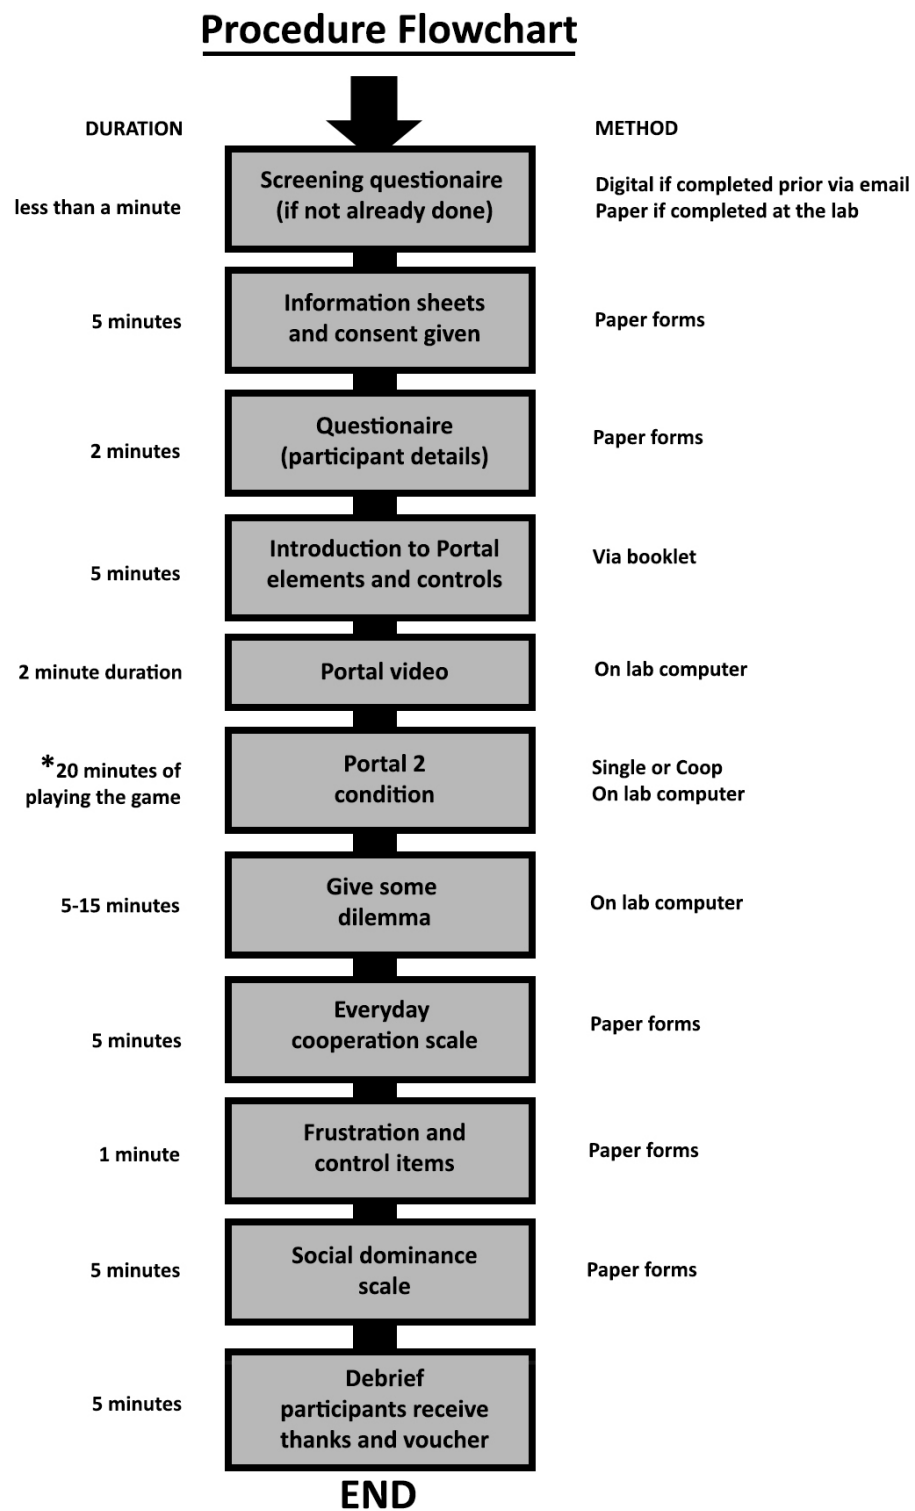 Procedure Flowchart
DURATION
METHOD
less than a minute
Screening questionaire
(if not already done)
Digital if completed prior via email
Paper if completed at the lab
5 minutes
Information sheets
and consent given
Paper forms
2 minutes
Questionaire
(participant details)
Paper forms
5 minutes
Introduction to Portal
elements and controls
Via booklet
2 minute duration
Portal video
On lab computer
*20 minutes of
playing the game
Portal 2
condition
Single or Coop
On lab computer
5-15 minutes
Give some
dilemma
On lab computer
5 minutes
Everyday
cooperation scale
Paper forms
1 minute
Frustration and
control items
Paper forms
5 minutes
Social dominance
scale
Paper forms
5 minutes
Debrief
participants receive
thanks and voucher
END